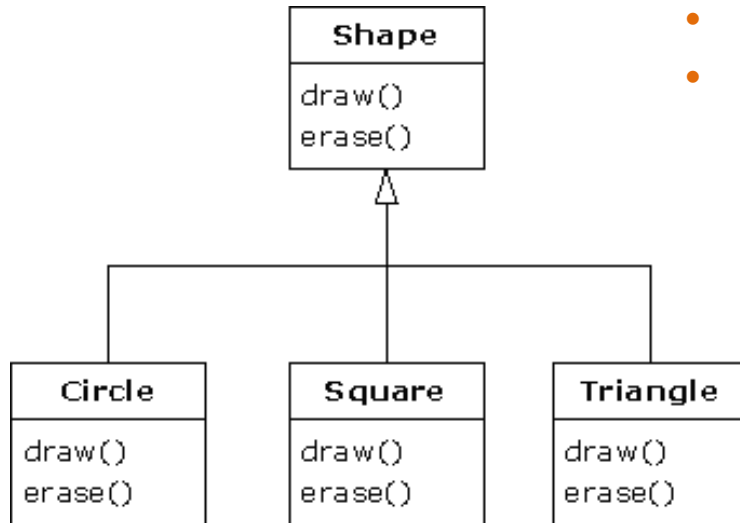 Shape
draw()
erase()
Circle
draw()
erase()
Square
draw()
erase()
Triangle
draw()
erase()